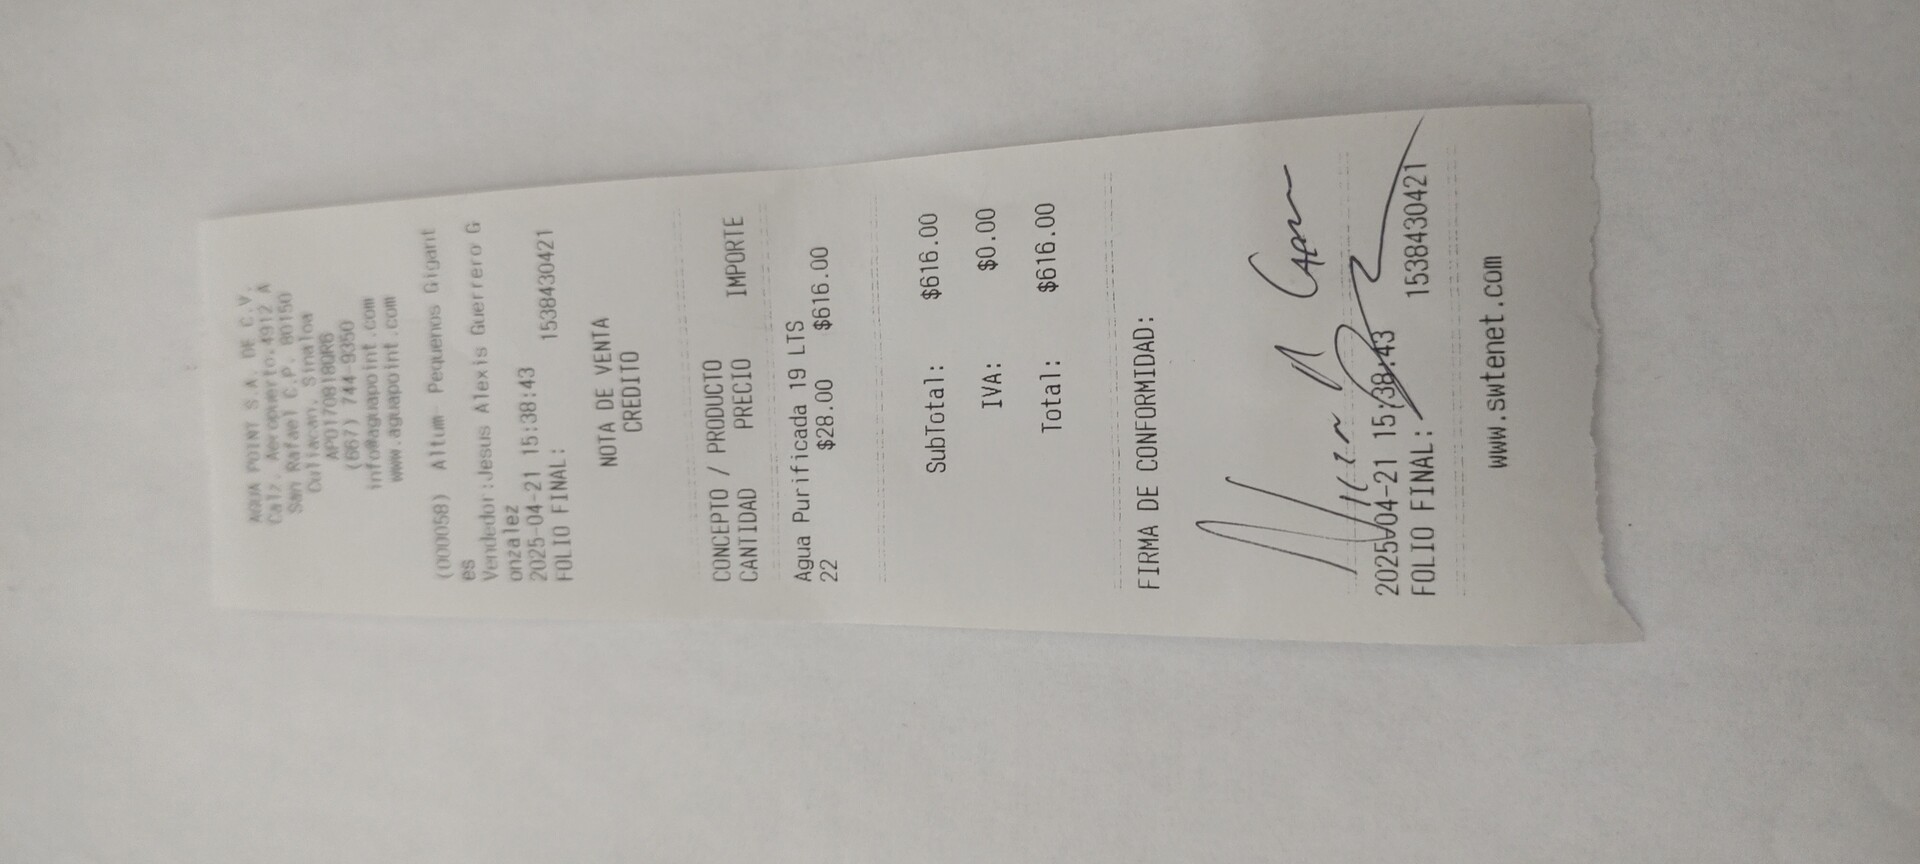 AGUA POINT S.A. DE C.V.
Calz. Aeropuerto.4912 A
San Rafael C.P. 80150
Culiacan, Sinaloa
APO170818QR6
(667) 744-9350
info@aguapoint.com
www.aguapoint.com
(000058) Altum Pequenos Gigant
es
Vendedor:Jesus Alexis Guerrero G
onzalez
2025-04-21 15:38:43
FOLIO FINAL: 1538430421
NOTA DE VENTA
CREDITO
CONCEPTO / PRODUCTO
CANTIDAD PRECIO IMPORTE
Agua Purificada 19 LTS
22 $28.00 $616.00
SubTotal: $616.00
IVA: $0.00
Total: $616.00
FIRMA DE CONFORMIDAD:
2025-04-21 15:38:43
FOLIO FINAL: 1538430421
www.swtenet.com